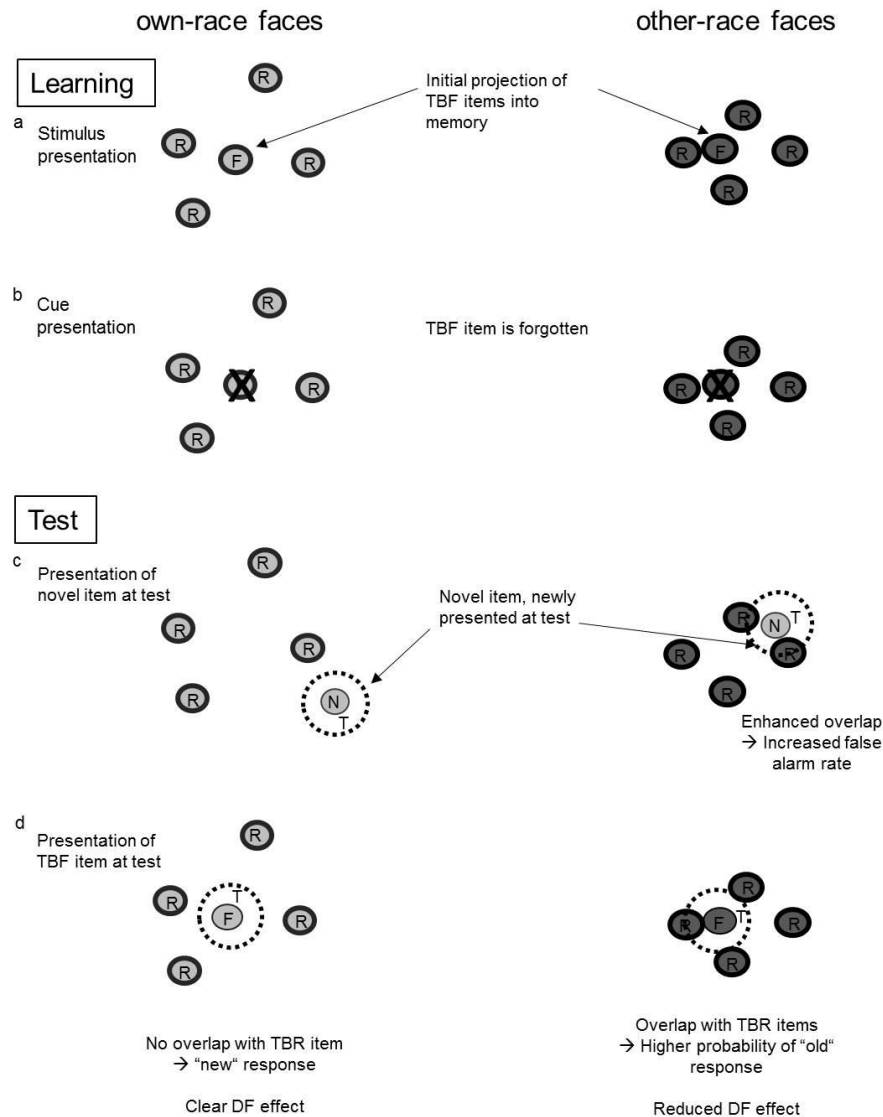 own-race faces
other-race faces
Learning
a
Stimulus
presentation
Initial projection of
TBF items into
memory
R
R
F
R
R
R
R
F
R
R
b
Cue
presentation
TBF item is forgotten
R
R
X
R
R
R
R
X
R
R
Test
c
Presentation of
novel item at test
Novel item, newly
presented at test
R
R
R
R
N
T
R
N
T
R
R
R
Enhanced overlap
→ Increased false
alarm rate
d
Presentation of
TBF item at test
R
R
T
F
R
R
R
R
F
T
R
R
No overlap with TBR item
→ "new“ response
Clear DF effect
Overlap with TBR items
→ Higher probability of “old“
response
Reduced DF effect